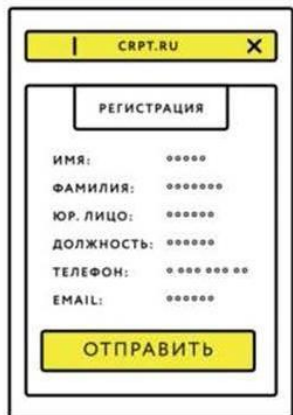 CRPT.RU
РЕГИСТРАЦИЯ
ИМЯ:
ФАМИЛИЯ:
ЮР. ЛИЦО:
ДОЛЖНОСТЬ:
ТЕЛЕФОН:
EMAIL:
ОТПРАВИТЬ